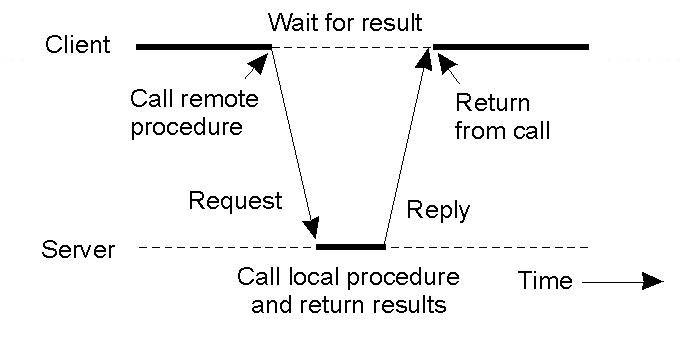 Wait for result
Client
Call remote
procedure
Return
from call
Request
Reply
Server
Call local procedure
and return results
Time